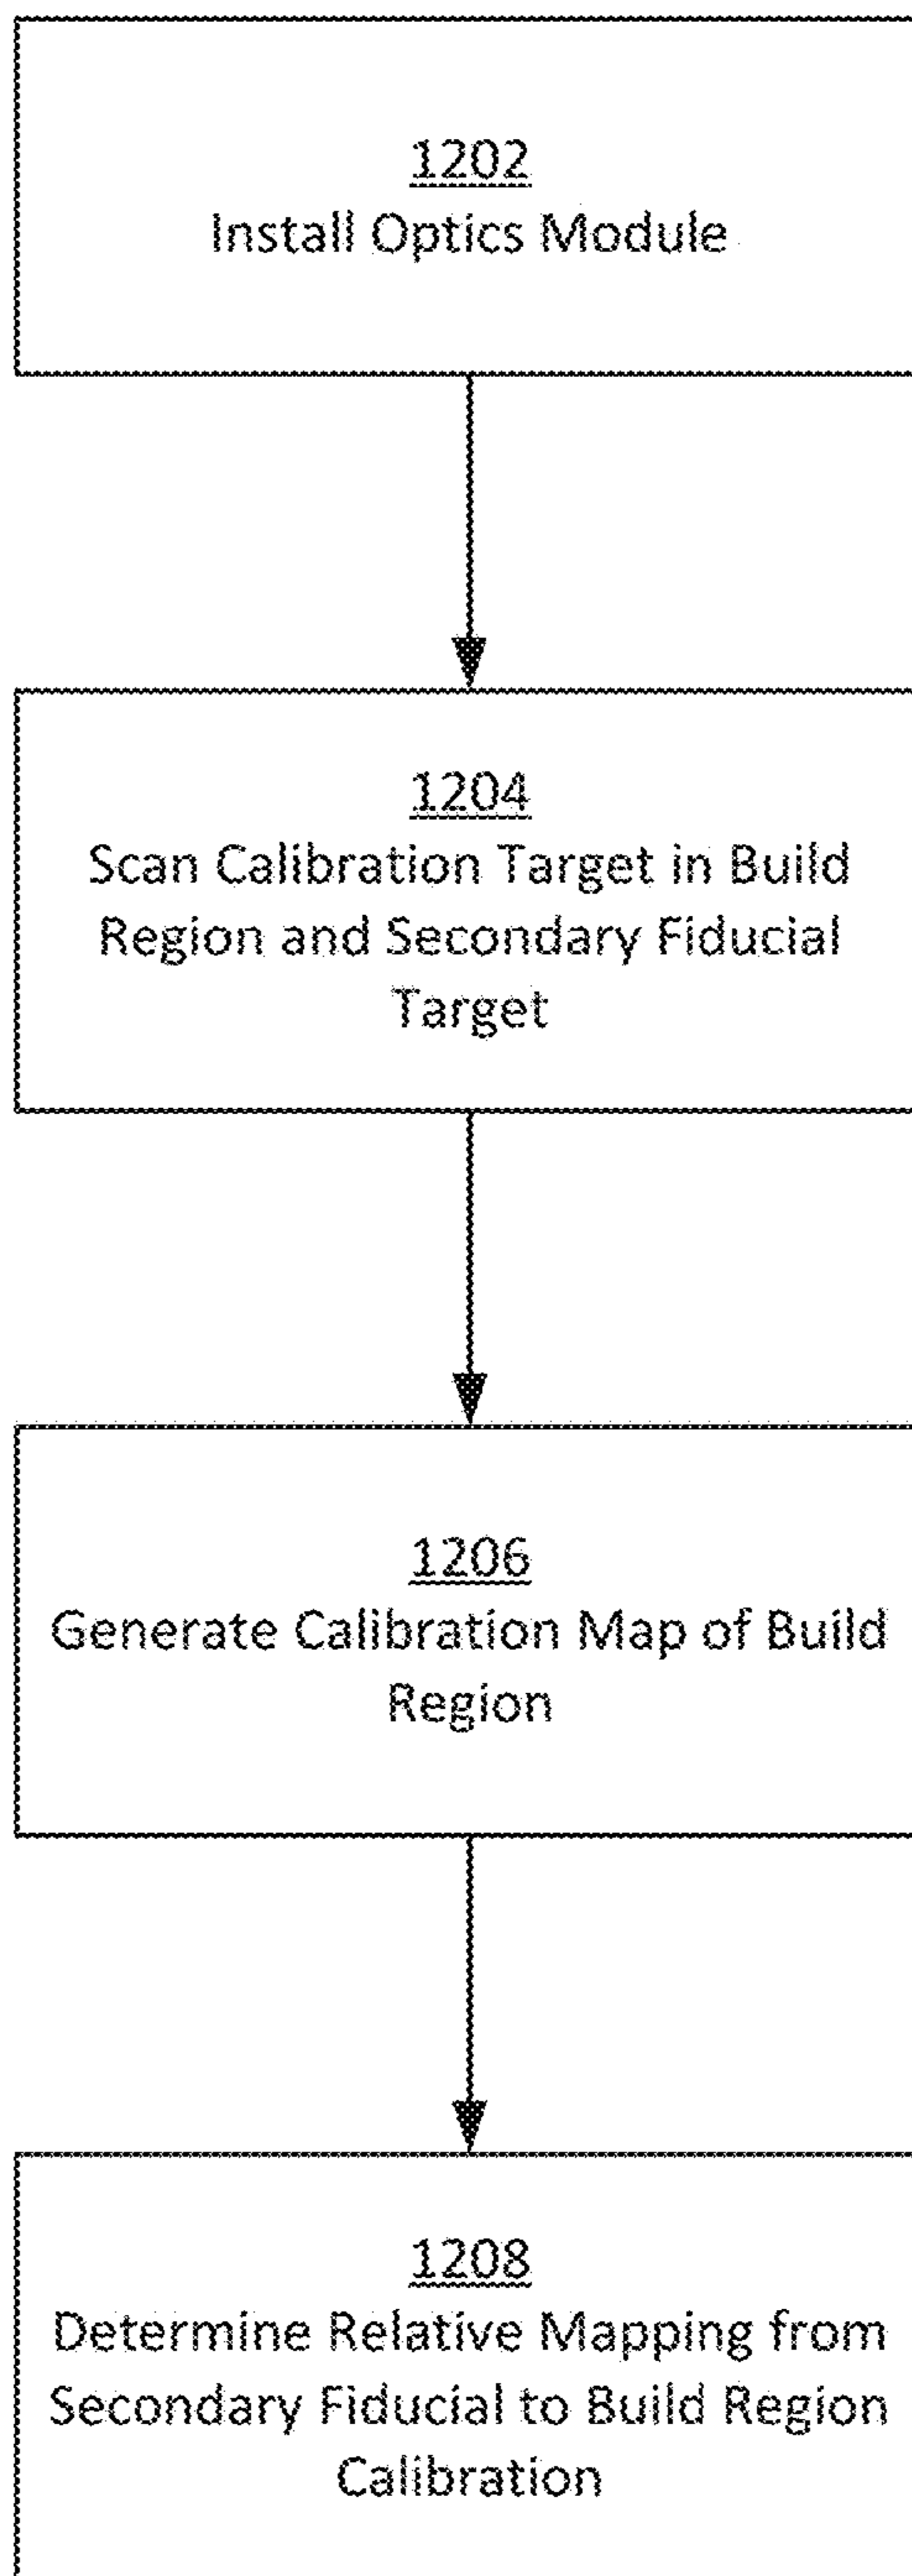 1202
Install Optics Module
1204
Scan Calibration Target in Build
Region and Secondary Fiducial
Target
1206
Generate Calibration Map of Build
Region
1208
Determine Relative Mapping from
Secondary Fiducial to Build Region
Calibration